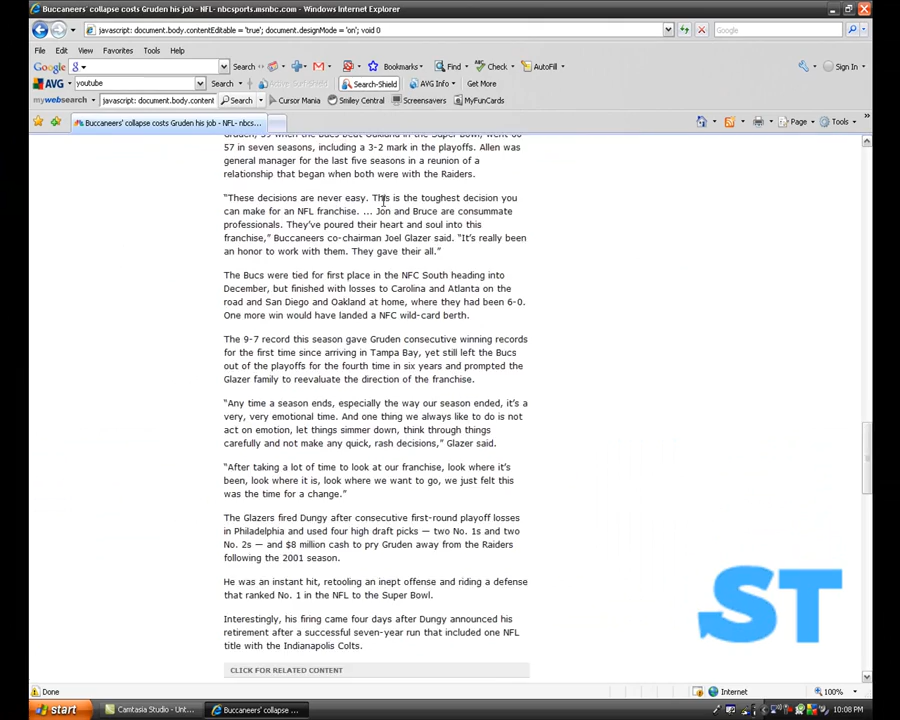 Buccaneers' collapse costs Gruden his job - NFL- nbcsports.msnbc.com - Windows Internet Explorer
javascript: document.body.contentEditable = 'true'; document.designMode = 'on'; void 0
Google
File Edit View Favorites Tools Help
Google Search Bookmarks Find Check AutoFill Sign In
AVG youtube Search Active Surf-Shield Search-Shield AVG Info Get More
mywebsearch javascript: document.body.content Search Cursor Mania Smiley Central Screensavers MyFunCards
Buccaneers' collapse costs Gruden his job - NFL- nbcs... Page Tools
Gruden, 39 when the Bucs beat Oakland in the Super Bowl, went 60-
57 in seven seasons, including a 3-2 mark in the playoffs. Allen was
general manager for the last five seasons in a reunion of a
relationship that began when both were with the Raiders.
“These decisions are never easy. This is the toughest decision you
can make for an NFL franchise. ... Jon and Bruce are consummate
professionals. They’ve poured their heart and soul into this
franchise,” Buccaneers co-chairman Joel Glazer said. “It’s really been
an honor to work with them. They gave their all.”
The Bucs were tied for first place in the NFC South heading into
December, but finished with losses to Carolina and Atlanta on the
road and San Diego and Oakland at home, where they had been 6-0.
One more win would have landed a NFC wild-card berth.
The 9-7 record this season gave Gruden consecutive winning records
for the first time since arriving in Tampa Bay, yet still left the Bucs
out of the playoffs for the fourth time in six years and prompted the
Glazer family to reevaluate the direction of the franchise.
“Any time a season ends, especially the way our season ended, it’s a
very, very emotional time. And one thing we always like to do is not
act on emotion, let things simmer down, think through things
carefully and not make any quick, rash decisions,” Glazer said.
“After taking a lot of time to look at our franchise, look where it’s
been, look where it is, look where we want to go, we just felt this
was the time for a change.”
The Glazers fired Dungy after consecutive first-round playoff losses
in Philadelphia and used four high draft picks — two No. 1s and two
No. 2s — and $8 million cash to pry Gruden away from the Raiders
following the 2001 season.
He was an instant hit, retooling an inept offense and riding a defense
that ranked No. 1 in the NFL to the Super Bowl.
Interestingly, his firing came four days after Dungy announced his
retirement after a successful seven-year run that included one NFL
title with the Indianapolis Colts.
CLICK FOR RELATED CONTENT
ST
Done Internet 100%
start Camtasia Studio - Unt... Buccaneers' collapse ... 10:08 PM